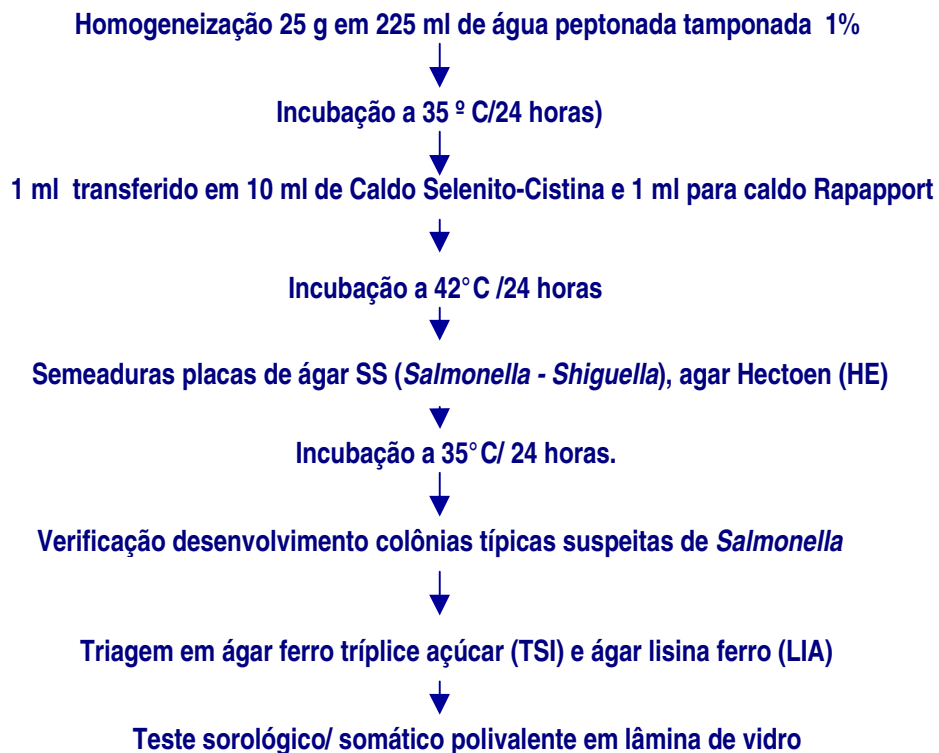 Homogeneização 25 g em 225 ml de água peptonada tamponada 1%
Incubação a 35 º C/24 horas)
1 ml transferido em 10 ml de Caldo Selenito-Cistina e 1 ml para caldo Rapapport
Incubação a 42°C /24 horas
Semeaduras placas de ágar SS (Salmonella - Shiguella), agar Hectoen (HE)
Incubação a 35°C/ 24 horas.
Verificação desenvolvimento colônias típicas suspeitas de Salmonella
Triagem em ágar ferro tríplice açúcar (TSI) e ágar lisina ferro (LIA)
Teste sorológico/ somático polivalente em lâmina de vidro